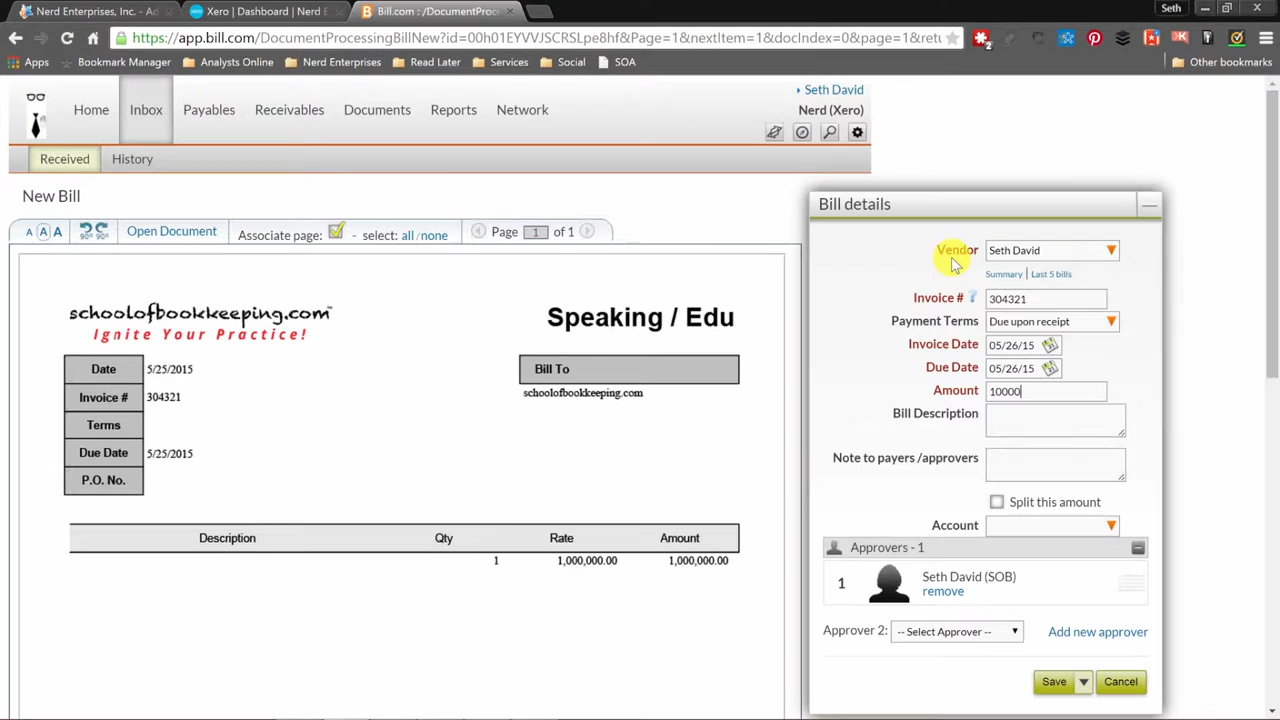 Nerd Enterprises, Inc. - Ad
Xero | Dashboard | Nerd E
Bill.com : /DocumentProce
Seth
https://app.bill.com/DocumentProcessingBillNew?id=00h01EYVVJSCRSLpe8hf&Page=1&nextItem=1&docIndex=0&page=1&retu
2
Apps
Bookmark Manager
Analysts Online
Nerd Enterprises
Read Later
Services
Social
SOA
Other bookmarks
Home
Inbox
Payables
Receivables
Documents
Reports
Network
Seth David
Nerd (Xero)
Received
History
New Bill
A A A
90° 90°
Open Document
Associate page: - select: all /none
Page 1 of 1
schoolofbookkeeping.com™
Ignite Your Practice!
Speaking / Edu
Date 5/25/2015
Invoice # 304321
Terms
Due Date 5/25/2015
P.O. No.
Bill To
schoolofbookkeeping.com
Description Qty Rate Amount
1 1,000,000.00 1,000,000.00
Bill details
Vendor Seth David
Summary | Last 5 bills
Invoice # ? 304321
Payment Terms Due upon receipt
Invoice Date 05/26/15
Due Date 05/26/15
Amount 10000
Bill Description
Note to payers /approvers
Split this amount
Account
Approvers - 1
1 Seth David (SOB)
remove
Approver 2: -- Select Approver -- Add new approver
Save Cancel